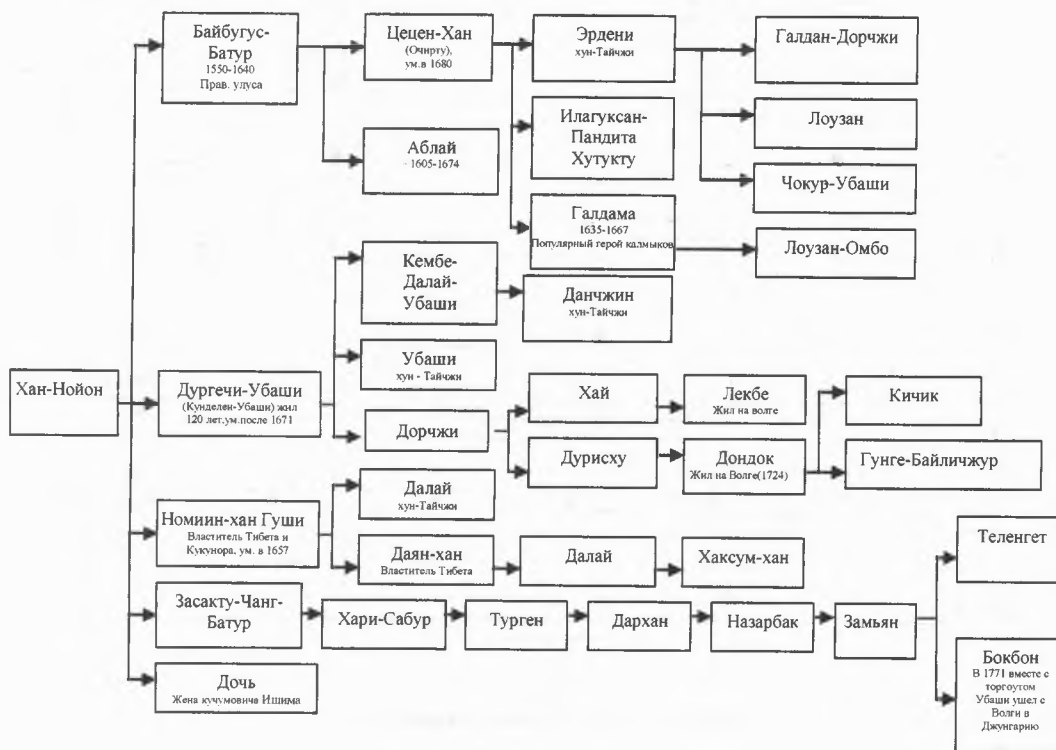 Хан-Нойон
Байбугус-
Батур
1550-1640
Прав. улуса
Цецен-Хан
(Очирту),
ум.в 1680
Эрдени
хун-Тайчжи
Галдан-Дорчжи
Лоузан
Чокур-Убаши
Илагуксан-
Пандита
Хутукту
Галдама
1635-1667
Популярный герой калмыков
Лоузан-Омбо
Аблай
- 1605-1674
Дургечи-Убаши
(Кунделен-Убаши) жил
120 лет,ум.после 1671
Кембе-
Далай-
Убаши
Данчжин
хун-Тайчжи
Убаши
хун - Тайчжи
Дорчжи
Хай
Лекбе
Жил на волге
Дурисху
Дондок
Жил на Волге(1724)
Кичик
Гунге-Байличжур
Номиин-хан Гуши
Властитель Тибета и
Кукунора, ум. в 1657
Далай
хун-Тайчжи
Даян-хан
Властитель Тибета
Далай
Хаксум-хан
Засакту-Чанг-
Батур
Хари-Сабур
Турген
Дархан
Назарбак
Замьян
Теленгет
Бокбон
В 1771 вместе с
торгоутом
Убаши ушел с
Волги в
Джунгарию
Дочь
Жена кучумовича Ишима